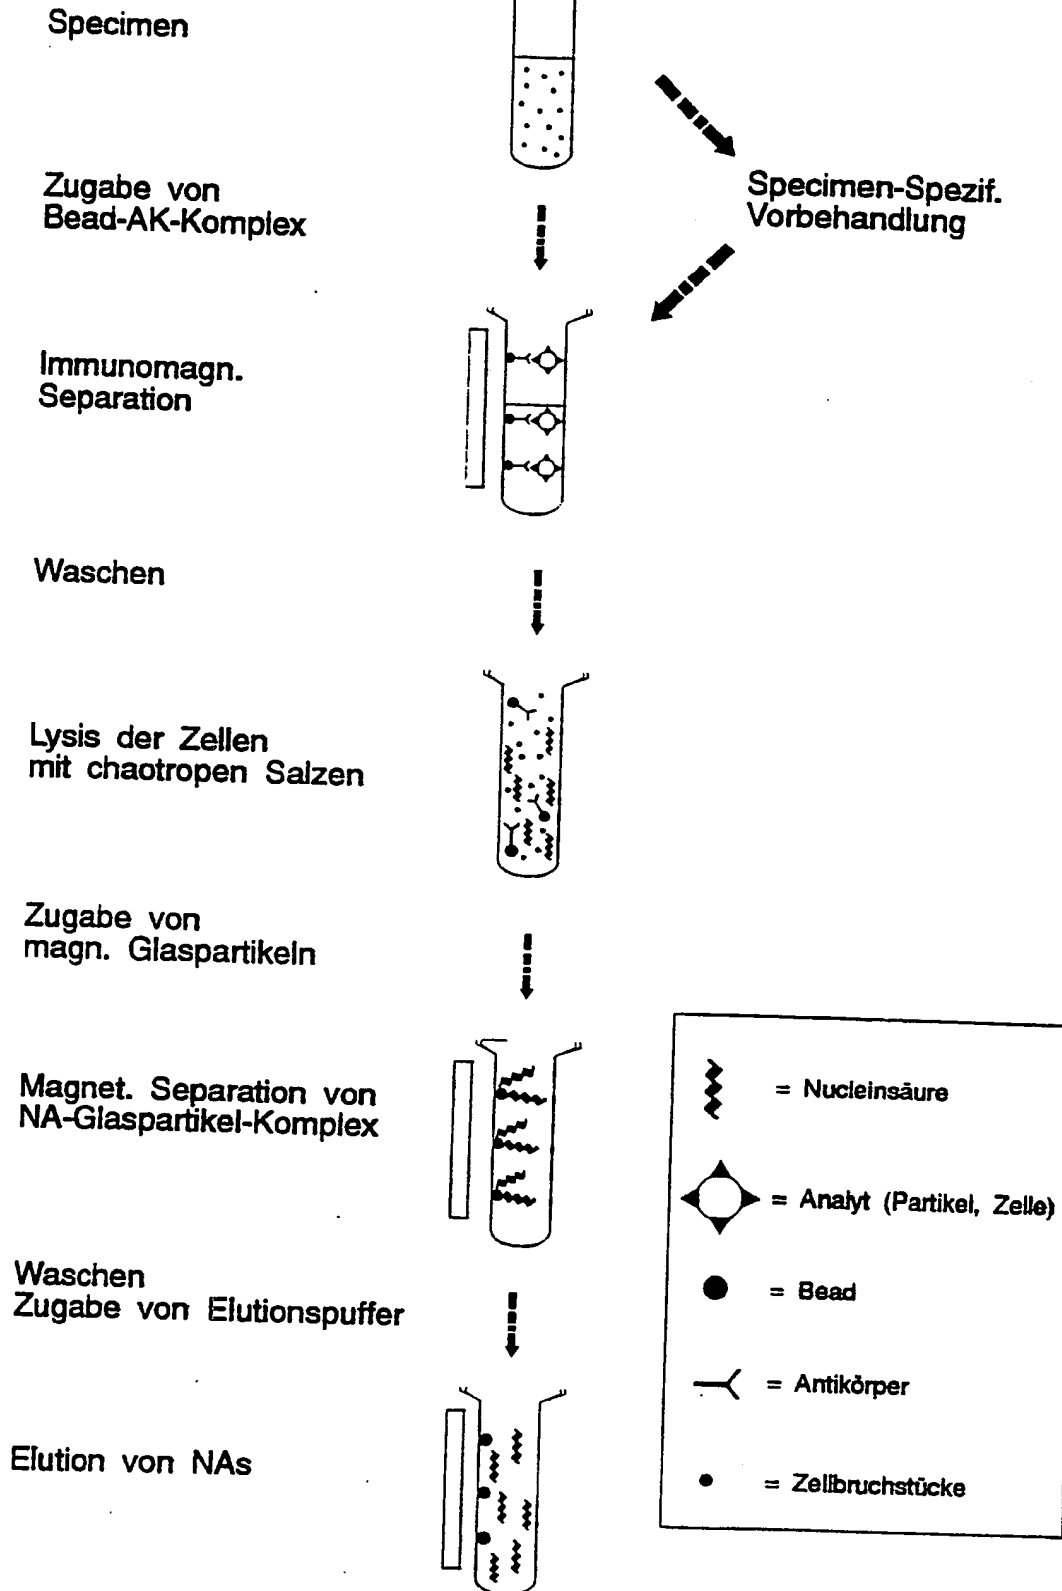 Specimen
Zugabe von
Bead-AK-Komplex
Specimen-Spezif.
Vorbehandlung
Immunomagn.
Separation
Waschen
Lysis der Zellen
mit chaotropen Salzen
Zugabe von
magn. Glaspartikeln
Magnet. Separation von
NA-Glaspartikel-Komplex
Waschen
Zugabe von Elutionspuffer
Elution von NAs
= Nucleinsäure
= Analyt (Partikel, Zelle)
= Bead
= Antikörper
= Zellbruchstücke